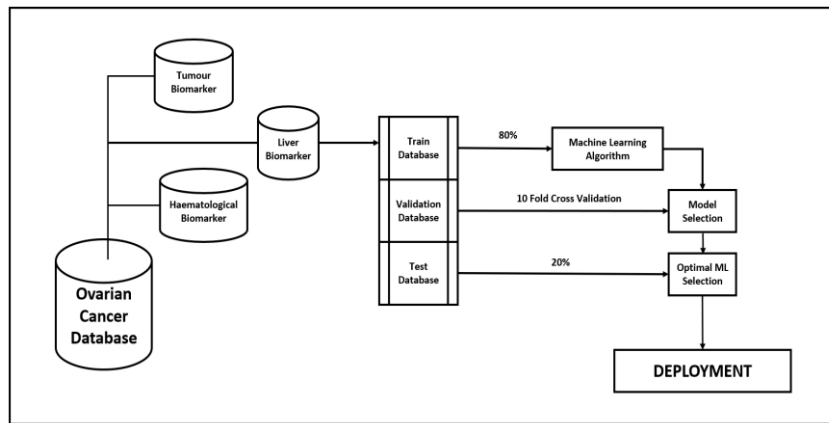 Tumour
Biomarker
Liver
Biomarker
Haematological
Biomarker
Ovarian
Cancer
Database
Train
Database
80%
Machine Learning
Algorithm
Validation
Database
10 Fold Cross Validation
Model
Selection
Test
Database
20%
Optimal ML
Selection
DEPLOYMENT